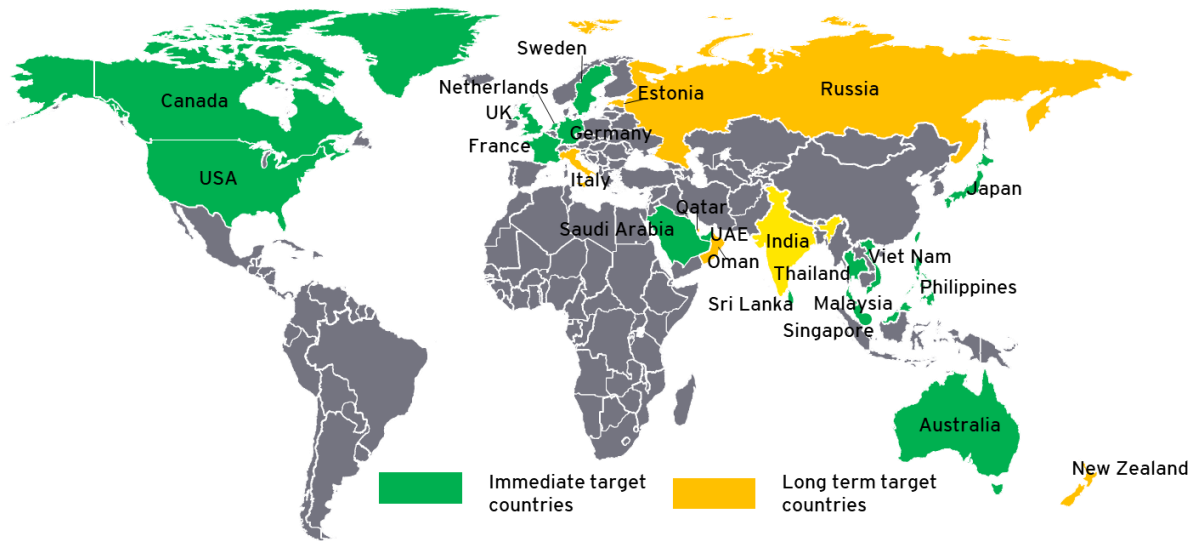 Sweden
Netherlands
Estonia
Canada
Russia
UK
Germany
France
USA
Italy
Japan
Qatar
Saudi Arabia
UAE
India
Oman
Viet Nam
Thailand
Philippines
Sri Lanka
Malaysia
Singapore
Australia
New Zealand
Immediate target
countries
Long term target
countries